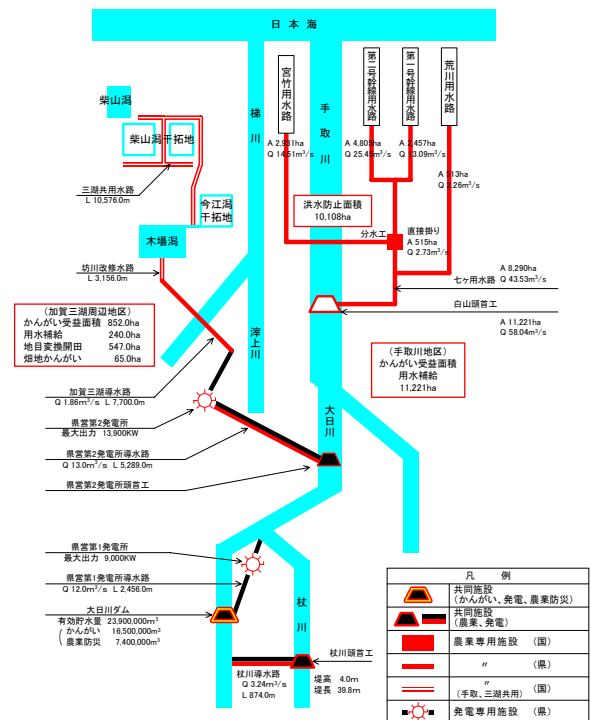 日本海
宮竹用水路
第二号幹線用水路
第一号幹線用水路
荒川用水路
梯川
手取川
柴山潟
柴山潟干拓地
A 2,931ha
Q 14.51m³/s
A 4,805ha
Q 25.45m³/s
A 2,457ha
Q 13.09m³/s
A 513ha
Q 2.26m³/s
三湖共用水路
L 10,576.0m
今江潟
干拓地
洪水防止面積
10,108ha
分水工
直接掛り
A 515ha
Q 2.73m³/s
木場潟
坊川改修水路
L 3,156.0m
A 8,290ha
七ヶ用水路 Q 43.53m³/s
白山頭首工
A 11,221ha
Q 58.04m³/s
(加賀三湖周辺地区)
かんがい受益面積 852.0ha
用水補給 240.0ha
地目変換開田 547.0ha
畑地かんがい 65.0ha
滓上川
(手取川地区)
かんがい受益面積
用水補給
11,221ha
加賀三湖導水路
Q 1.86m³/s L 7,700.0m
大日川
県営第2発電所
最大出力 13,900KW
県営第2発電所導水路
Q 13.0m³/s L 5,289.0m
県営第2発電所頭首工
県営第1発電所
最大出力 9,000KW
県営第1発電所導水路
Q 12.0m³/s L 2,456.0m
大日川ダム
有効貯水量 23,900,000m³
( かんがい 16,500,000m³
農業防災 7,400,000m³
杖川
杖川頭首工
堤高 4.0m
堤長 39.8m
杖川導水路
Q 3.24m³/s
L 874.0m
凡例
共同施設
(かんがい、発電、農業防災)
共同施設
(農業、発電)
農業専用施設 (国)
〃 (県)
〃 (国)
(手取、三湖共用)
発電専用施設 (県)